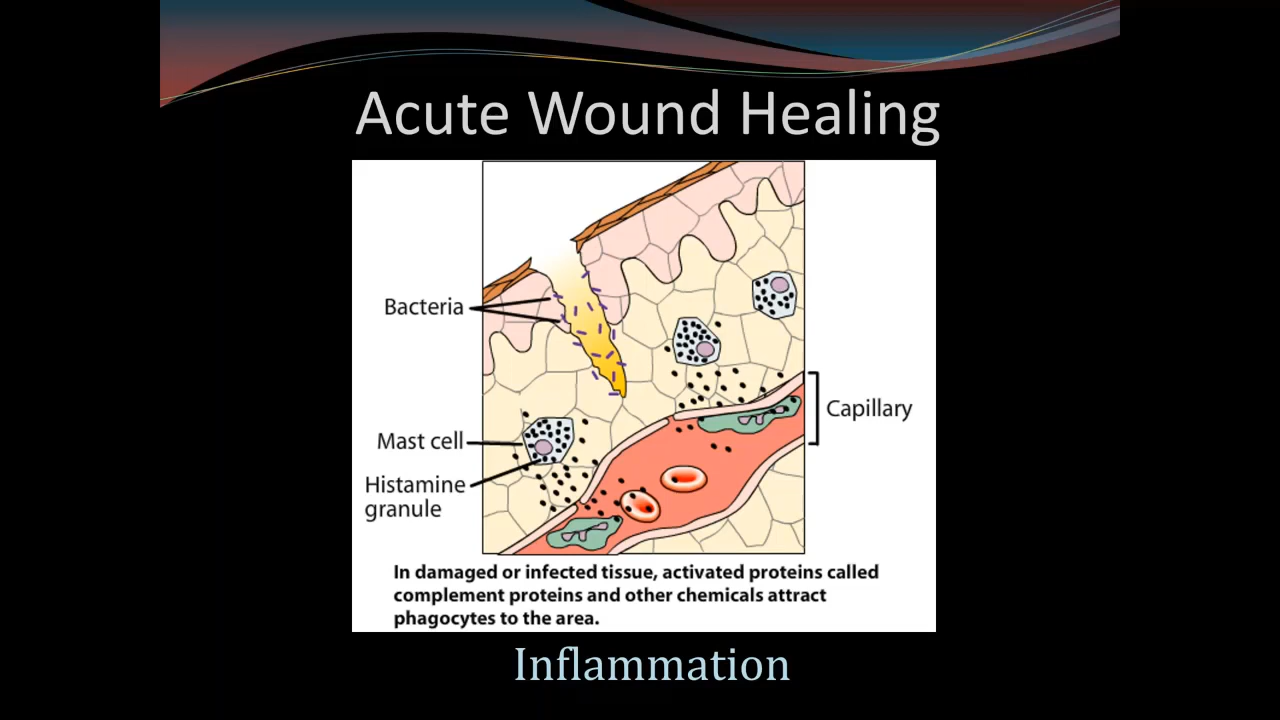 Acute Wound Healing
Bacteria
Capillary
Mast cell
Histamine
granule
In damaged or infected tissue, activated proteins called
complement proteins and other chemicals attract
phagocytes to the area.
Inflammation